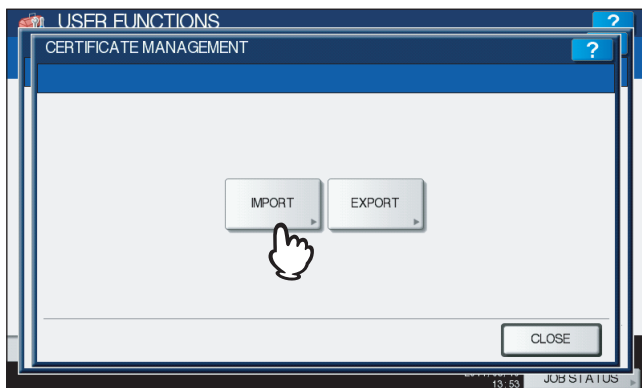 USER FUNCTIONS
?
CERTIFICATE MANAGEMENT
?
IMPORT
EXPORT
CLOSE
13:53
JOB STATUS